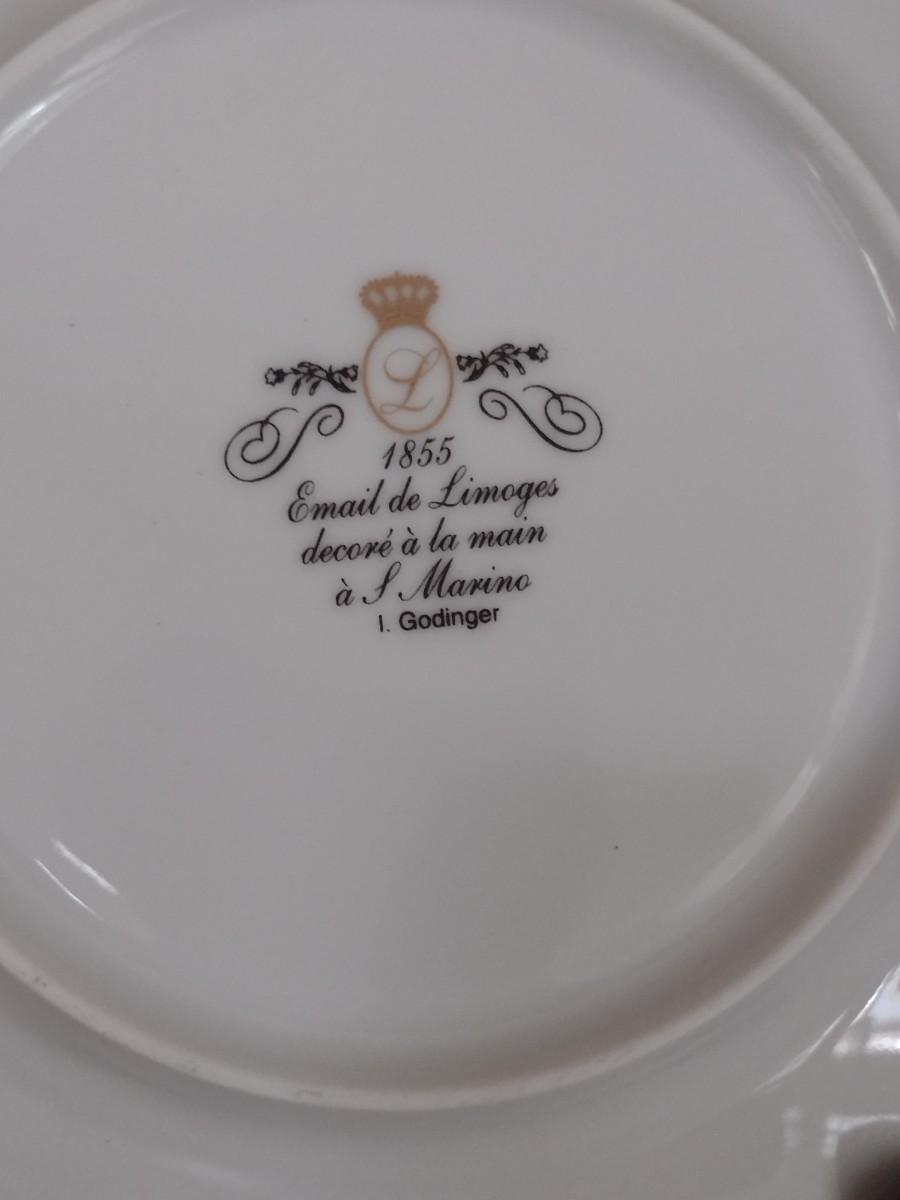 L
1855
Email de Limoges
decoré à la main
à S Marino
I. Godinger